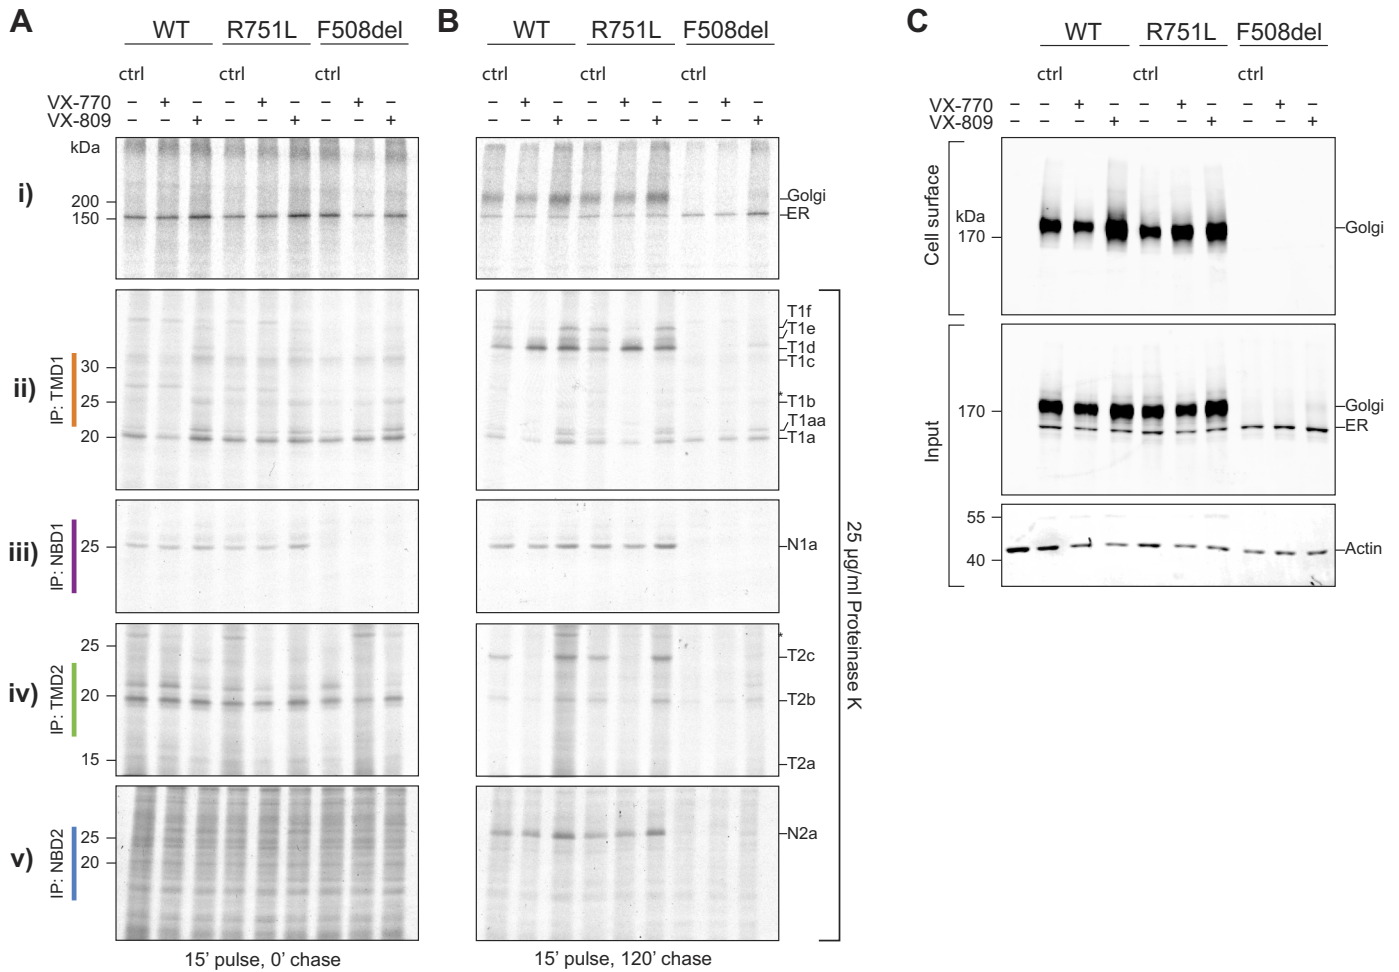 A
WT R751L F508del
ctrl ctrl ctrl
VX-770 − + − − + − − + −
VX-809 − − + − − + − − +
kDa
i)
200
150
ii)
IP: TMD1
30
25
20
iii)
IP: NBD1
25
iv)
IP: TMD2
25
20
15
v)
IP: NBD2
25
20
15’ pulse, 0’ chase
B
WT R751L F508del
ctrl ctrl ctrl
− + − − + − − + −
− − + − − + − − +
Golgi
ER
T1f
T1e
T1d
T1c
*
T1b
T1aa
T1a
N1a
*
T2c
T2b
T2a
N2a
25 µg/ml Proteinase K
15’ pulse, 120’ chase
C
WT R751L F508del
ctrl ctrl ctrl
VX-770 − − + − − + − − + −
VX-809 − − − + − − + − − +
Cell surface
kDa
170
Golgi
Input
170
Golgi
ER
55
40
Actin